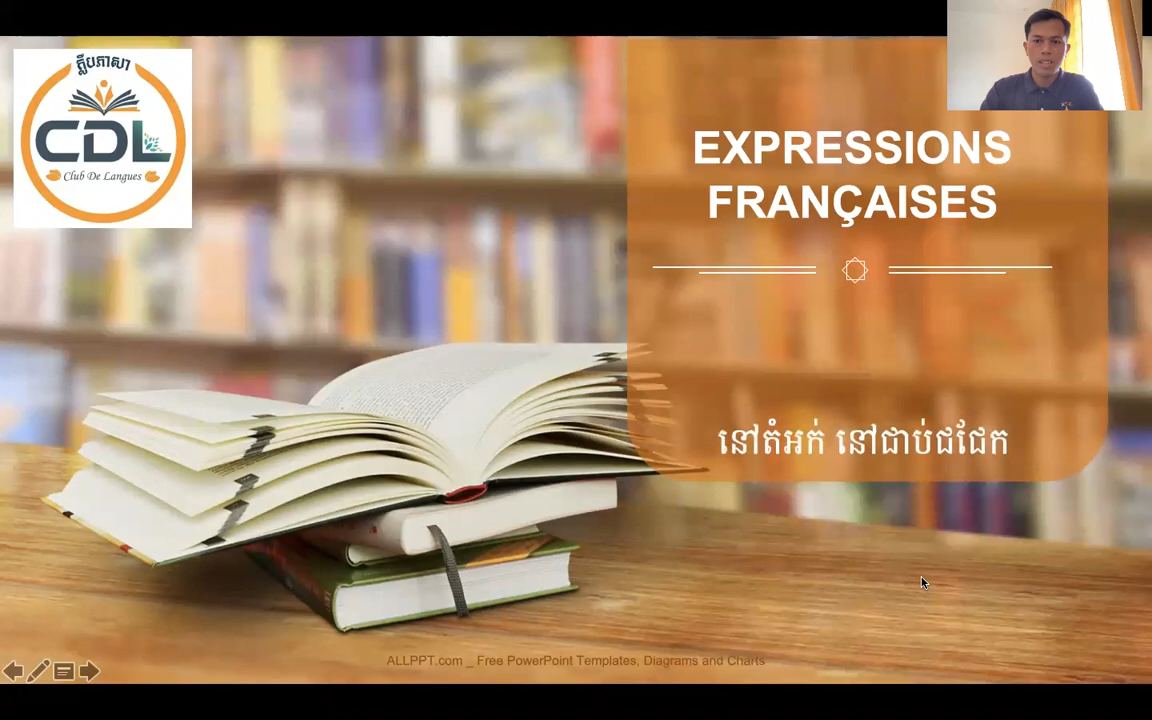 ក្លឹបភាសា
CDL
Club De Langues
EXPRESSIONS
FRANÇAISES
នៅតំអក់ នៅជាប់ជជែក
ALLPPT.com _ Free PowerPoint Templates, Diagrams and Charts